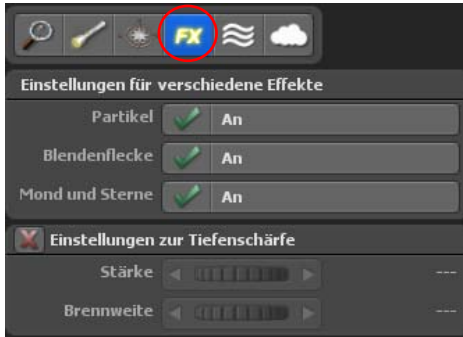 FX
Einstellungen für verschiedene Effekte
Partikel An
Blendenflecke An
Mond und Sterne An
Einstellungen zur Tiefenschärfe
Stärke ---
Brennweite ---